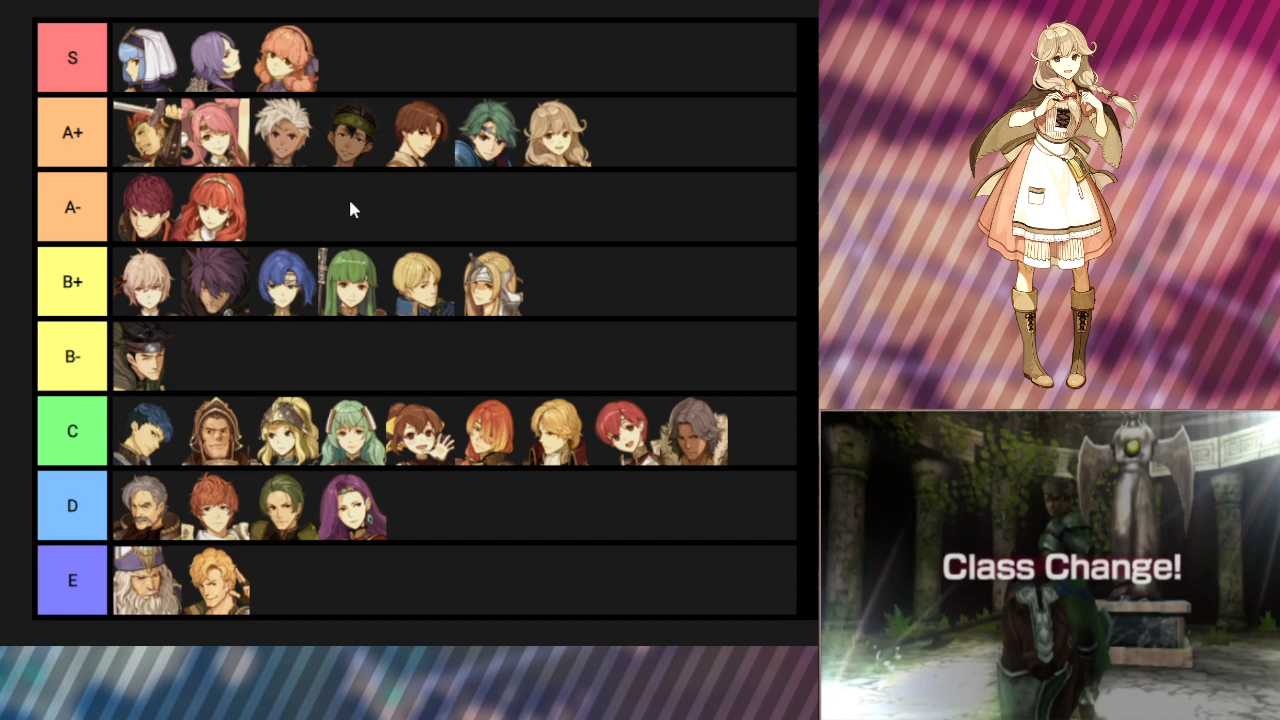 S
A+
A-
B+
B-
C
D
E
Class Change!